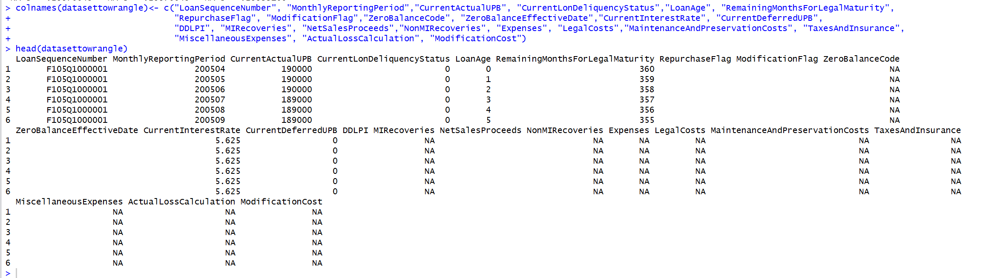 > colnames(datasettowrangle)<- c("LoanSequenceNumber", "MonthlyReportingPeriod","CurrentActualUPB", "CurrentLonDeliquencyStatus","LoanAge", "RemainingMonthsForLegalMaturity",
+ "RepurchaseFlag", "ModificationFlag","ZeroBalanceCode", "ZeroBalanceEffectiveDate","CurrentInterestRate", "CurrentDeferredUPB",
+ "DDLPI", "MIRecoveries", "NetSalesProceeds","NonMIRecoveries", "Expenses", "LegalCosts","MaintenanceAndPreservationCosts", "TaxesAndInsurance",
+ "MiscellaneousExpenses", "ActualLossCalculation", "ModificationCost")
> head(datasettowrangle)
LoanSequenceNumber MonthlyReportingPeriod CurrentActualUPB CurrentLonDeliquencyStatus LoanAge RemainingMonthsForLegalMaturity RepurchaseFlag ModificationFlag ZeroBalanceCode
1 F105Q1000001 200504 190000 0 0 360 NA
2 F105Q1000001 200505 190000 0 1 359 NA
3 F105Q1000001 200506 190000 0 2 358 NA
4 F105Q1000001 200507 189000 0 3 357 NA
5 F105Q1000001 200508 189000 0 4 356 NA
6 F105Q1000001 200509 189000 0 5 355 NA
ZeroBalanceEffectiveDate CurrentInterestRate CurrentDeferredUPB DDLPI MIRecoveries NetSalesProceeds NonMIRecoveries Expenses LegalCosts MaintenanceAndPreservationCosts TaxesAndInsurance
1 5.625 0 NA NA NA NA NA NA
2 5.625 0 NA NA NA NA NA NA
3 5.625 0 NA NA NA NA NA NA
4 5.625 0 NA NA NA NA NA NA
5 5.625 0 NA NA NA NA NA NA
6 5.625 0 NA NA NA NA NA NA
MiscellaneousExpenses ActualLossCalculation ModificationCost
1 NA NA NA
2 NA NA NA
3 NA NA NA
4 NA NA NA
5 NA NA NA
6 NA NA NA
>